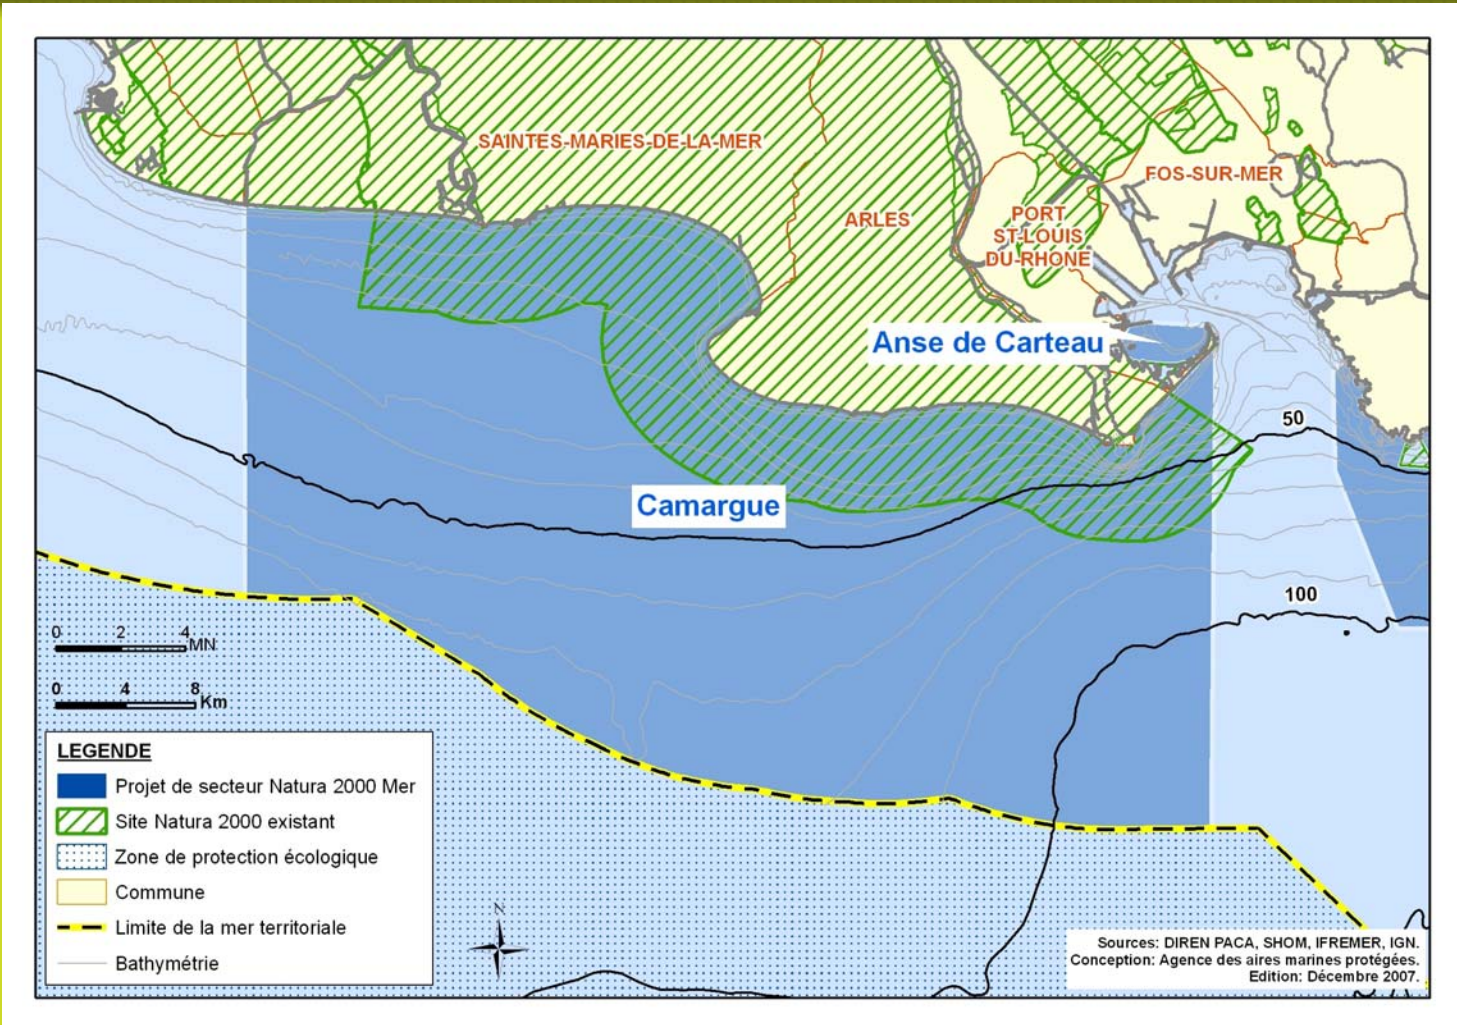 SAINTES-MARIES-DE-LA-MER
FOS-SUR-MER
ARLES
PORT
ST-LOUIS
DU-RHONE
Anse de Carteau
50
Camargue
100
0 2 4
MN
0 4 8
Km
LEGENDE
Projet de secteur Natura 2000 Mer
Site Natura 2000 existant
Zone de protection écologique
Commune
Limite de la mer territoriale
Bathymétrie
N
Sources: DIREN PACA, SHOM, IFREMER, IGN.
Conception: Agence des aires marines protégées.
Edition: Décembre 2007.